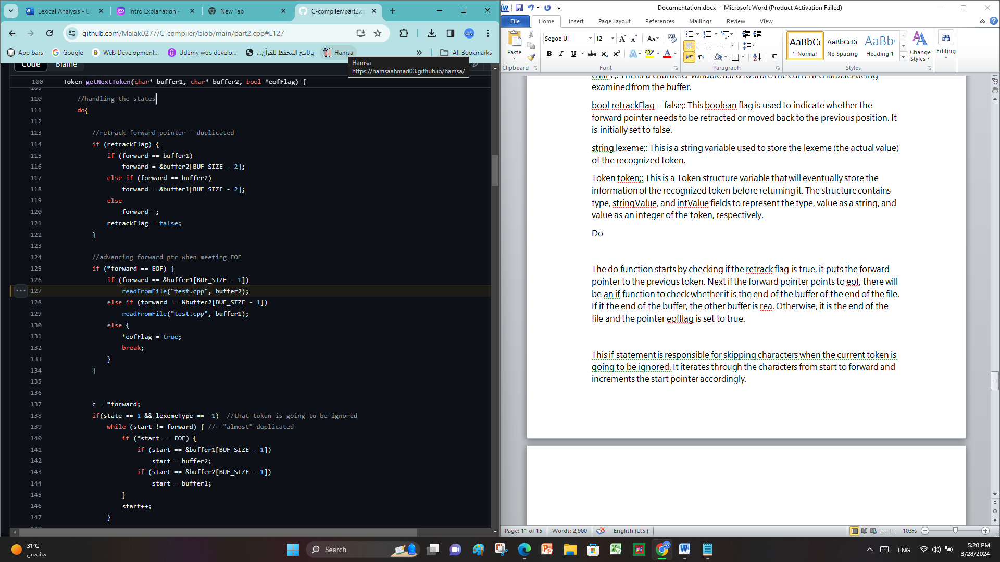 Lexical Analysis - C
Intro Explanation -
New Tab
C-compiler/part2.cp
github.com/Malak0277/C-compiler/blob/main/part2.cpp#L127
App bars
Google
Web Development...
Udemy web develo...
برنامج المحفظ للقرآن...
Hamsa
»
All Bookmarks
Hamsa
https://hamsaahmad03.github.io/hamsa/
Code
Blame
100 Token getNextToken(char* buffer1, char* buffer2, bool *eofFlag) {
109
110 //handling the states
111 do{
112
113 //retrack forward pointer --duplicated
114 if (retrackFlag) {
115 if (forward == buffer1)
116 forward = &buffer2[BUF_SIZE - 2];
117 else if (forward == buffer2)
118 forward = &buffer1[BUF_SIZE - 2];
119 else
120 forward--;
121 retrackFlag = false;
122 }
123
124 //advancing forward ptr when meeting EOF
125 if (*forward == EOF) {
126 if (forward == &buffer1[BUF_SIZE - 1])
127 readFromFile("test.cpp", buffer2);
128 else if (forward == &buffer2[BUF_SIZE - 1])
129 readFromFile("test.cpp", buffer1);
130 else {
131 *eofFlag = true;
132 break;
133 }
134 }
135
136
137 c = *forward;
138 if(state == 1 && lexemeType == -1) //that token is going to be ignored
139 while (start != forward) { //--"almost" duplicated
140 if (*start == EOF) {
141 if (start == &buffer1[BUF_SIZE - 1])
142 start = buffer2;
143 if (start == &buffer2[BUF_SIZE - 1])
144 start = buffer1;
145 }
146 start++;
147 }
Documentation.docx - Microsoft Word (Product Activation Failed)
File
Home
Insert
Page Layout
References
Mailings
Review
View
Paste
Clipboard
Segoe UI
12
Font
Paragraph
AaBbCc
¶ Normal
AaBbCcDc
No Spacing
AaBb(
Heading 1
Change Styles
Styles
Editing
char c;: This is a character variable used to store the current character being
examined from the buffer.
bool retrackFlag = false;: This boolean flag is used to indicate whether the
forward pointer needs to be retracted or moved back to the previous position. It
is initially set to false.
string lexeme;: This is a string variable used to store the lexeme (the actual value)
of the recognized token.
Token token;: This is a Token structure variable that will eventually store the
information of the recognized token before returning it. The structure contains
type, stringValue, and intValue fields to represent the type, value as a string, and
value as an integer of the token, respectively.
Do
The do function starts by checking if the retrack flag is true, it puts the forward
pointer to the previous token. Next if the forward pointer points to eof, there will
be an if function to check whether it is the end of the buffer of the end of the file.
If it the end of the buffer, the other buffer is rea. Otherwise, it is the end of the
file and the pointer eofflag is set to true.
This if statement is responsible for skipping characters when the current token is
going to be ignored. It iterates through the characters from start to forward and
increments the start pointer accordingly.
Page: 11 of 15
Words: 2,900
English (U.S.)
103%
31°C
مشمس
Search
ENG
5:20 PM
3/28/2024